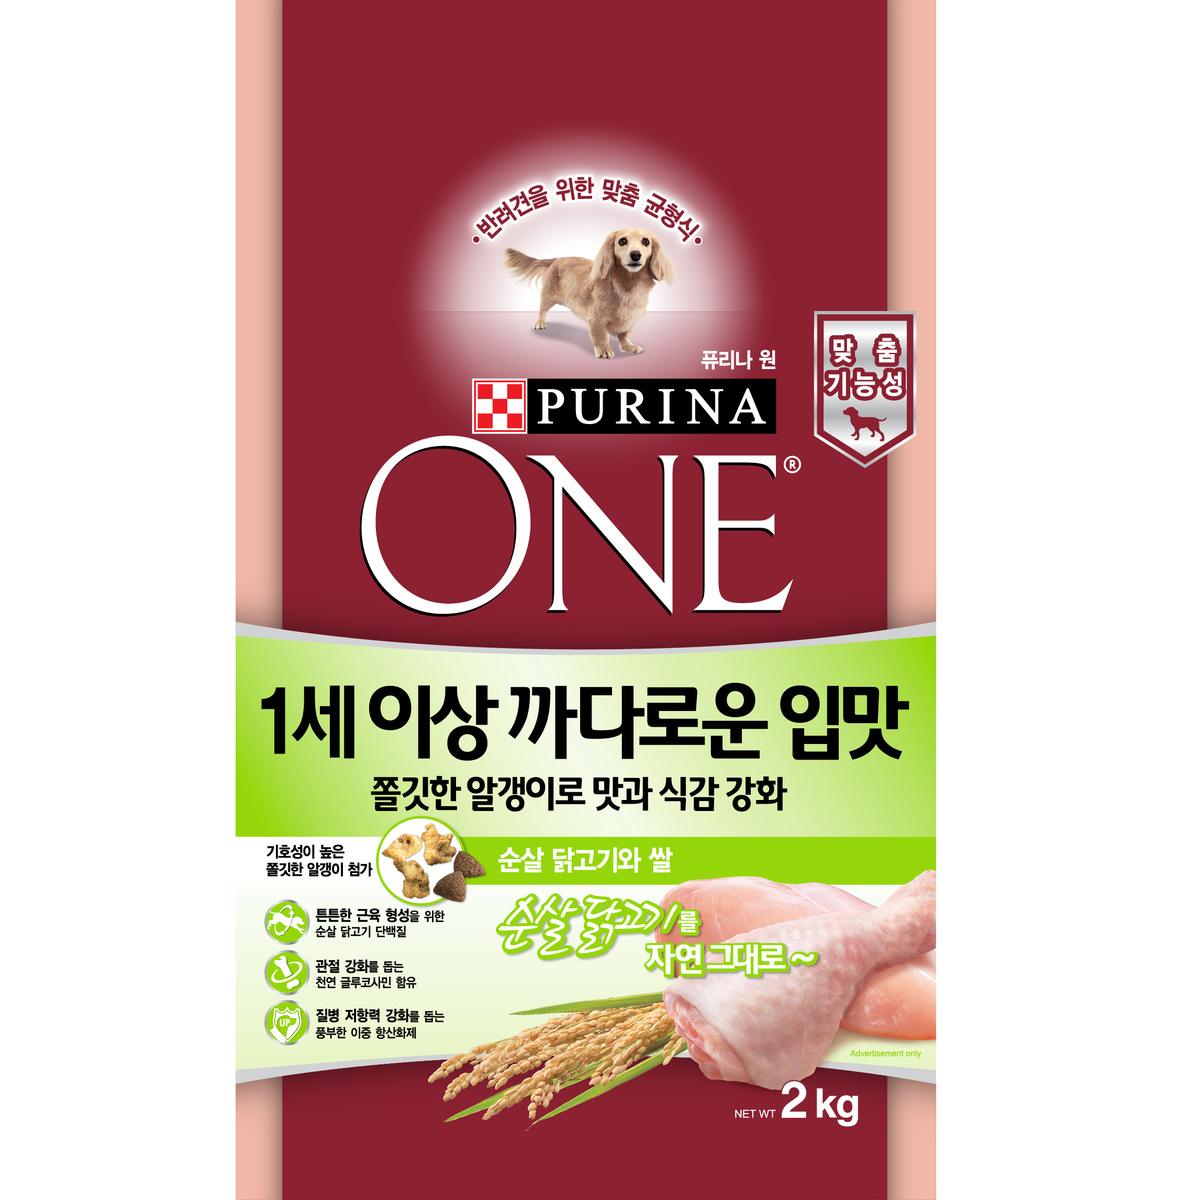 ·반려견을 위한 맞춤 균형식·
퓨리나 원
PURINA
ONE®
맞춤
기능성
1세 이상 까다로운 입맛
쫄깃한 알갱이로 맛과 식감 강화
기호성이 높은
쫄깃한 알갱이 첨가
순살 닭고기와 쌀
순살 닭고기를
자연 그대로~
튼튼한 근육 형성을 위한
순살 닭고기 단백질
관절 강화를 돕는
천연 글루코사민 함유
UP
질병 저항력 강화를 돕는
풍부한 이중 항산화제
Advertisement only
NET WT 2 kg